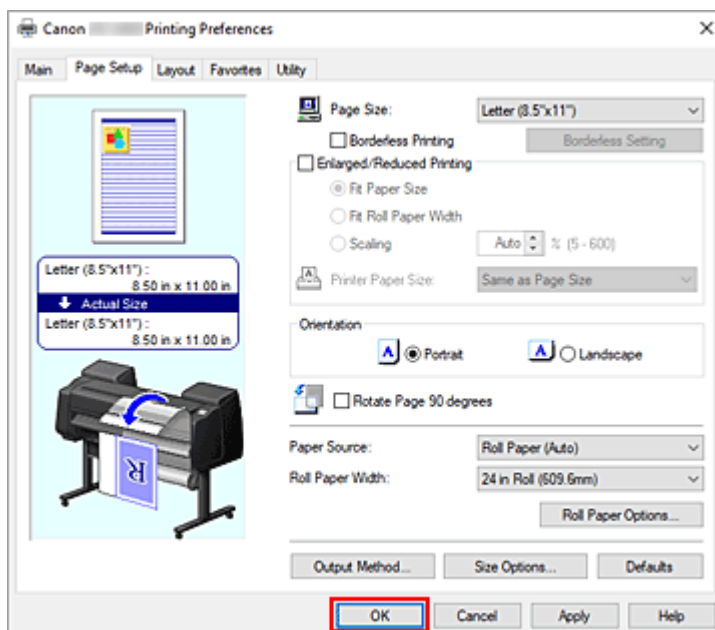 Canon Printing Preferences
Main Page Setup Layout Favorites Utility
Page Size: Letter (8.5"x11")
Borderless Printing Borderless Setting
Enlarged/Reduced Printing
Fit Paper Size
Fit Roll Paper Width
Scaling Auto % (5 - 600)
Printer Paper Size: Same as Page Size
Letter (8.5"x11") :
8.50 in x 11.00 in
Actual Size
Letter (8.5"x11") :
8.50 in x 11.00 in
Orientation
A Portrait A Landscape
Rotate Page 90 degrees
R
Paper Source: Roll Paper (Auto)
Roll Paper Width: 24 in Roll (609.6mm)
Roll Paper Options...
Output Method... Size Options... Defaults
OK Cancel Apply Help